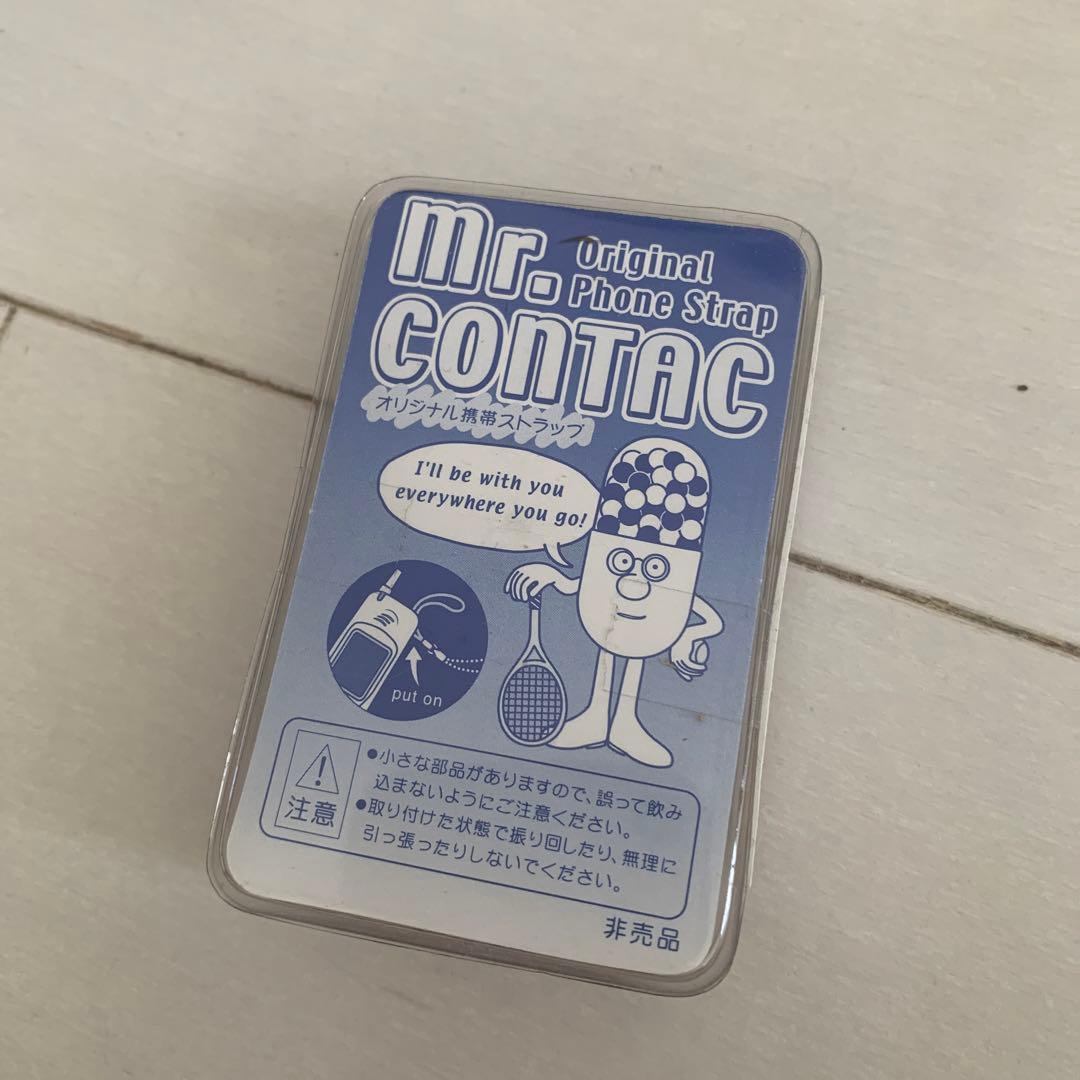 mr.
Original
Phone Strap
CONTAC
オリジナル携帯ストラップ
I'll be with you
everywhere you go!
put on
注意
●小さな部品がありますので、誤って飲み
込まないようにご注意ください。
●取り付けた状態で振り回したり、無理に
引っ張ったりしないでください。
非売品